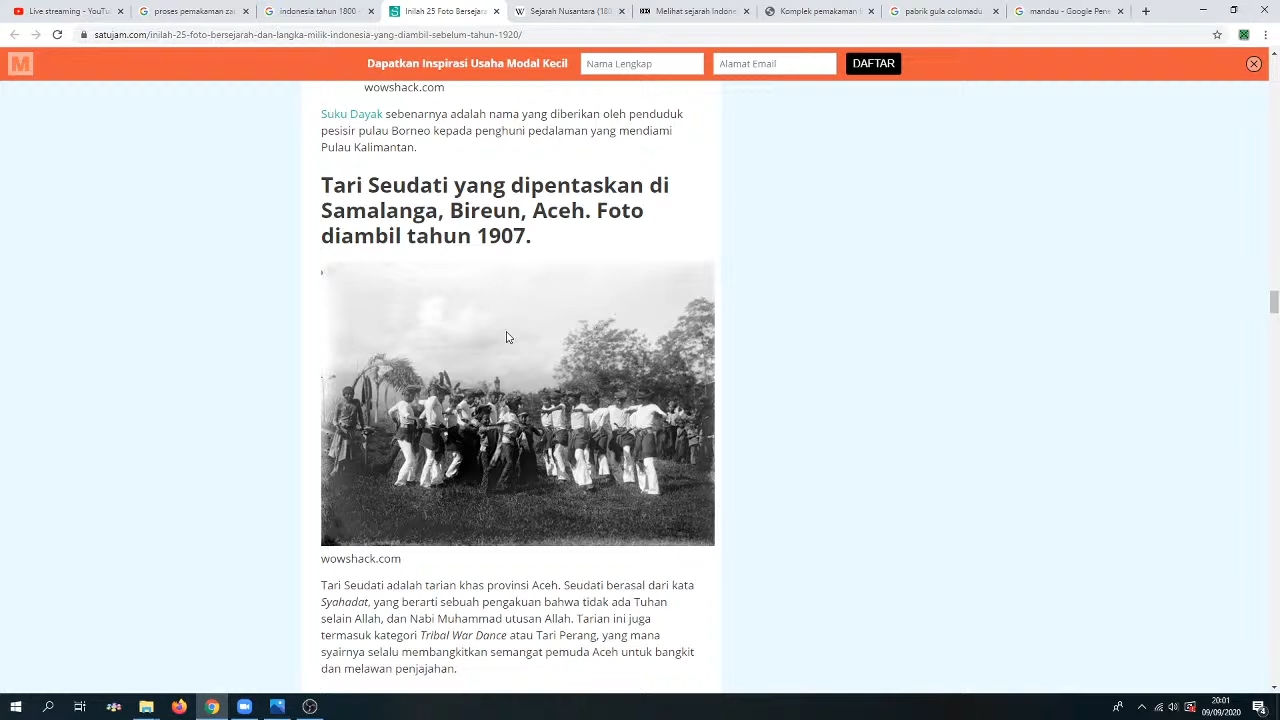 Live streaming - YouTu
proses pemakaman za
indonesia tahun 1800-
Inilah 25 Foto Bersejara
Sejarah Nusantara (180
Melihat sejarah Indone
Komplek pemakaman
pabrik gula colomadu
mandau - Google Pene
satujam.com/inilah-25-foto-bersejarah-dan-langka-milik-indonesia-yang-diambil-sebelum-tahun-1920/
M
Dapatkan Inspirasi Usaha Modal Kecil
Nama Lengkap
Alamat Email
DAFTAR
wowshack.com
Suku Dayak sebenarnya adalah nama yang diberikan oleh penduduk
pesisir pulau Borneo kepada penghuni pedalaman yang mendiami
Pulau Kalimantan.
Tari Seudati yang dipentaskan di
Samalanga, Bireun, Aceh. Foto
diambil tahun 1907.
wowshack.com
Tari Seudati adalah tarian khas provinsi Aceh. Seudati berasal dari kata
Syahadat, yang berarti sebuah pengakuan bahwa tidak ada Tuhan
selain Allah, dan Nabi Muhammad utusan Allah. Tarian ini juga
termasuk kategori Tribal War Dance atau Tari Perang, yang mana
syairnya selalu membangkitkan semangat pemuda Aceh untuk bangkit
dan melawan penjajahan.
20:01
09/09/2020